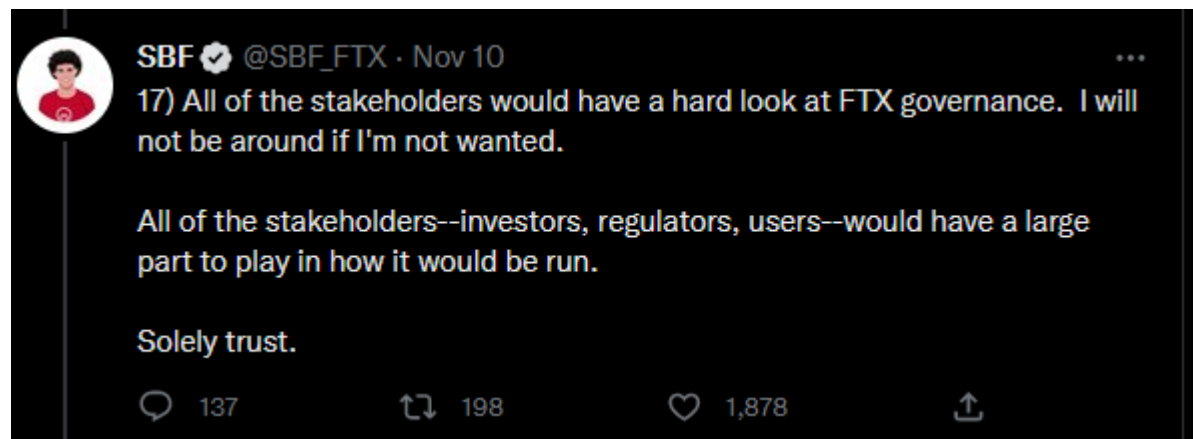 SBF @SBF_FTX · Nov 10
17) All of the stakeholders would have a hard look at FTX governance.  I will
not be around if I'm not wanted.
All of the stakeholders--investors, regulators, users--would have a large
part to play in how it would be run.
Solely trust.
137 198 1,878